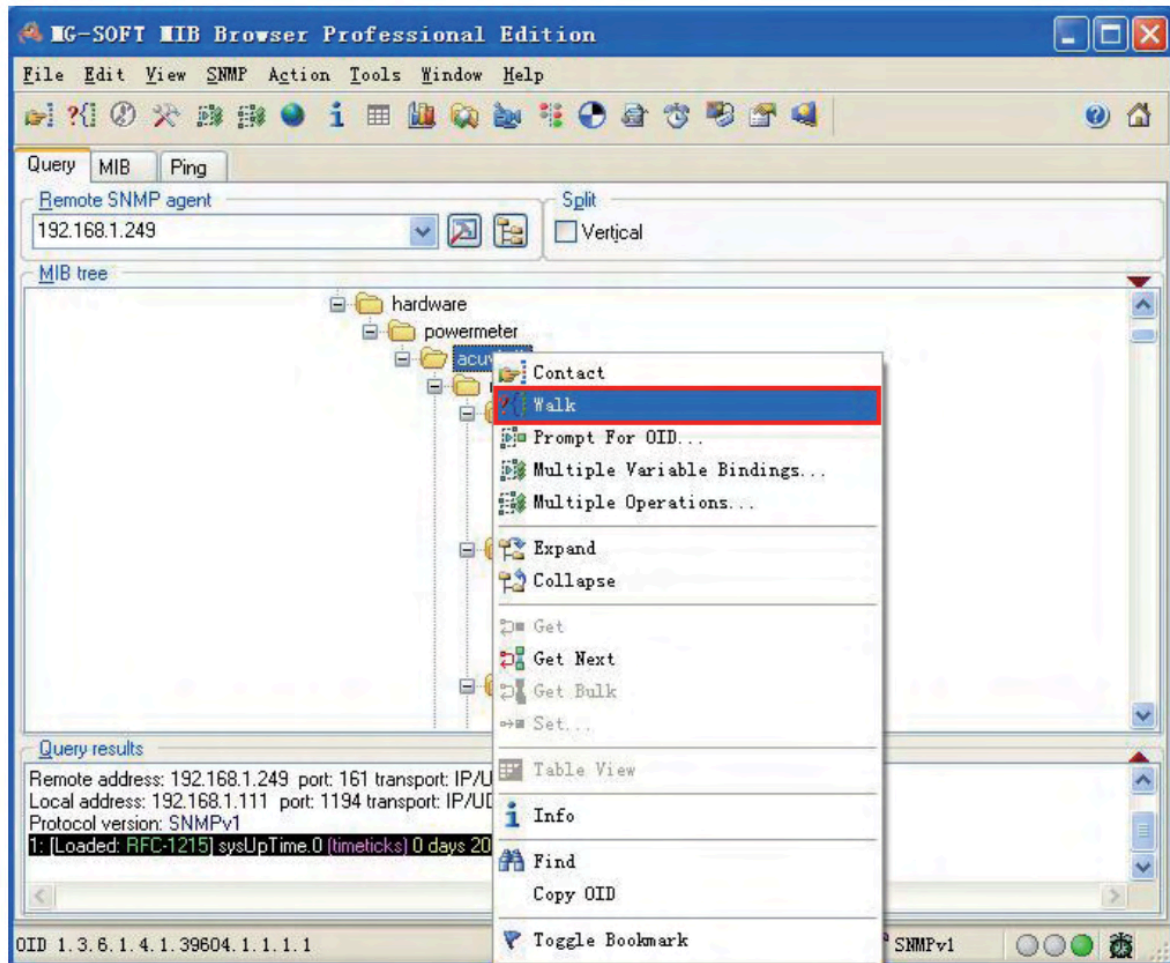 MG-SOFT MIB Browser Professional Edition
File Edit View SNMP Action Tools Window Help
Query MIB Ping
Remote SNMP agent
Split
192.168.1.249
Vertical
MIB tree
hardware
powermeter
Contact
Walk
Prompt For OID...
Multiple Variable Bindings...
Multiple Operations...
Expand
Collapse
Get
Get Next
Get Bulk
Set...
Table View
Info
Find
Copy OID
Toggle Bookmark
Query results
Remote address: 192.168.1.249 port: 161 transport: IP/U
Local address: 192.168.1.111 port: 1194 transport: IP/UD
Protocol version: SNMPv1
1: [Loaded: RFC-1215] sysUpTime.0 (timeticks) 0 days 20
OID 1.3.6.1.4.1.39604.1.1.1.1
SNMPv1